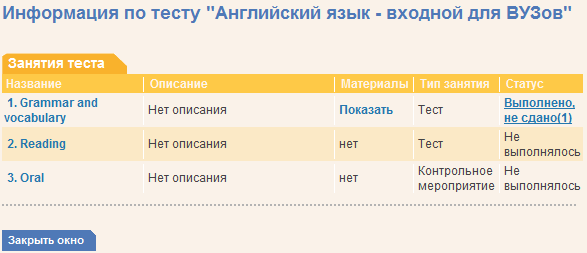 Информация по тесту "Английский язык - входной для ВУЗов"
Занятия теста
Название Описание Материалы Тип занятия Статус
1. Grammar and vocabulary Нет описания Показать Тест Выполнено, не сдано(1)
2. Reading Нет описания нет Тест Не выполнялось
3. Oral Нет описания нет Контрольное мероприятие Не выполнялось
Закрыть окно